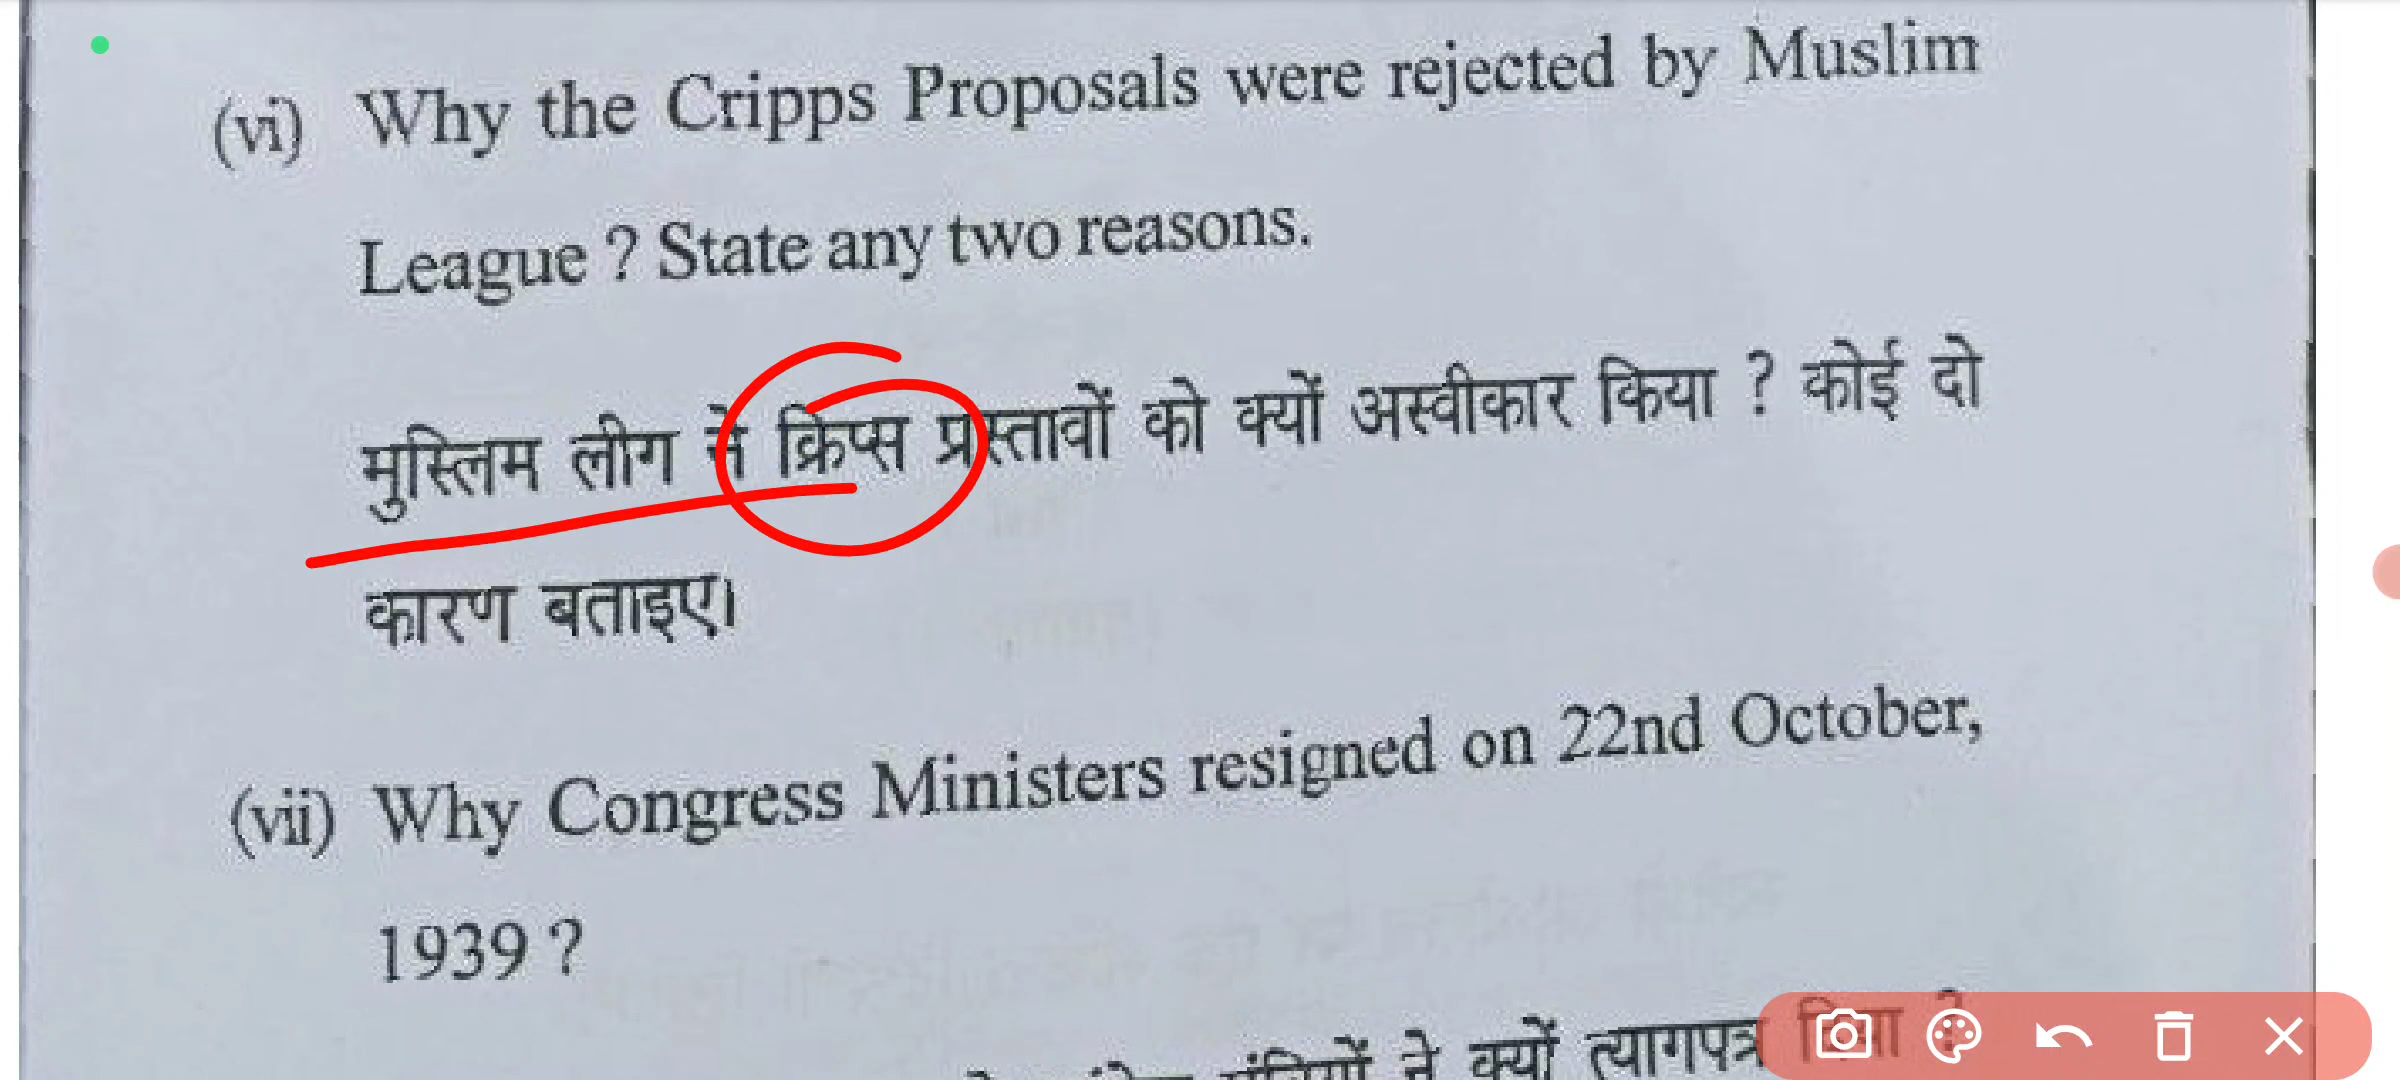 (vi) Why the Cripps Proposals were rejected by Muslim
League ? State any two reasons.
मुस्लिम लीग ने क्रिप्स प्रस्तावों को क्यों अस्वीकार किया ? कोई दो
कारण बताइए।
(vii) Why Congress Ministers resigned on 22nd October,
1939 ?
ने क्यों त्यागपत्र